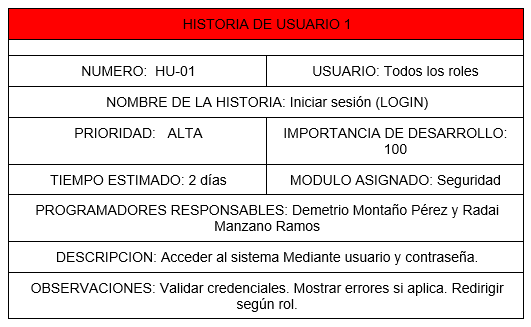 HISTORIA DE USUARIO 1
NUMERO: HU-01
USUARIO: Todos los roles
NOMBRE DE LA HISTORIA: Iniciar sesión (LOGIN)
PRIORIDAD: ALTA
IMPORTANCIA DE DESARROLLO:
100
TIEMPO ESTIMADO: 2 días
MODULO ASIGNADO: Seguridad
PROGRAMADORES RESPONSABLES: Demetrio Montaño Pérez y Radai
Manzano Ramos
DESCRIPCION: Acceder al sistema Mediante usuario y contraseña.
OBSERVACIONES: Validar credenciales. Mostrar errores si aplica. Redirigir
según rol.